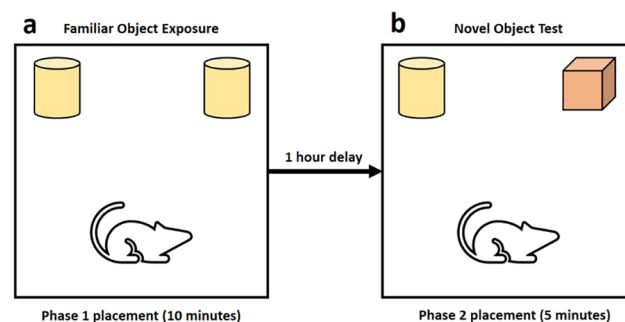 a
Familiar Object Exposure
b
Novel Object Test
1 hour delay
Phase 1 placement (10 minutes)
Phase 2 placement (5 minutes)